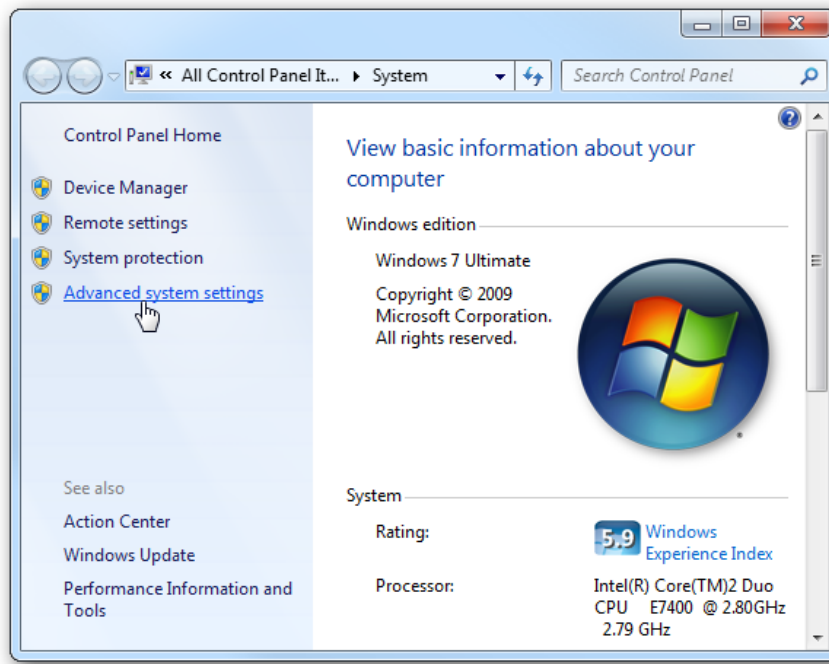 « All Control Panel It... ▸ System
Search Control Panel
Control Panel Home
Device Manager
Remote settings
System protection
Advanced system settings
See also
Action Center
Windows Update
Performance Information and
Tools
View basic information about your
computer
Windows edition
Windows 7 Ultimate
Copyright © 2009
Microsoft Corporation.
All rights reserved.
System
Rating:
5.9 Windows
Experience Index
Processor:
Intel(R) Core(TM)2 Duo
CPU E7400 @ 2.80GHz
2.79 GHz